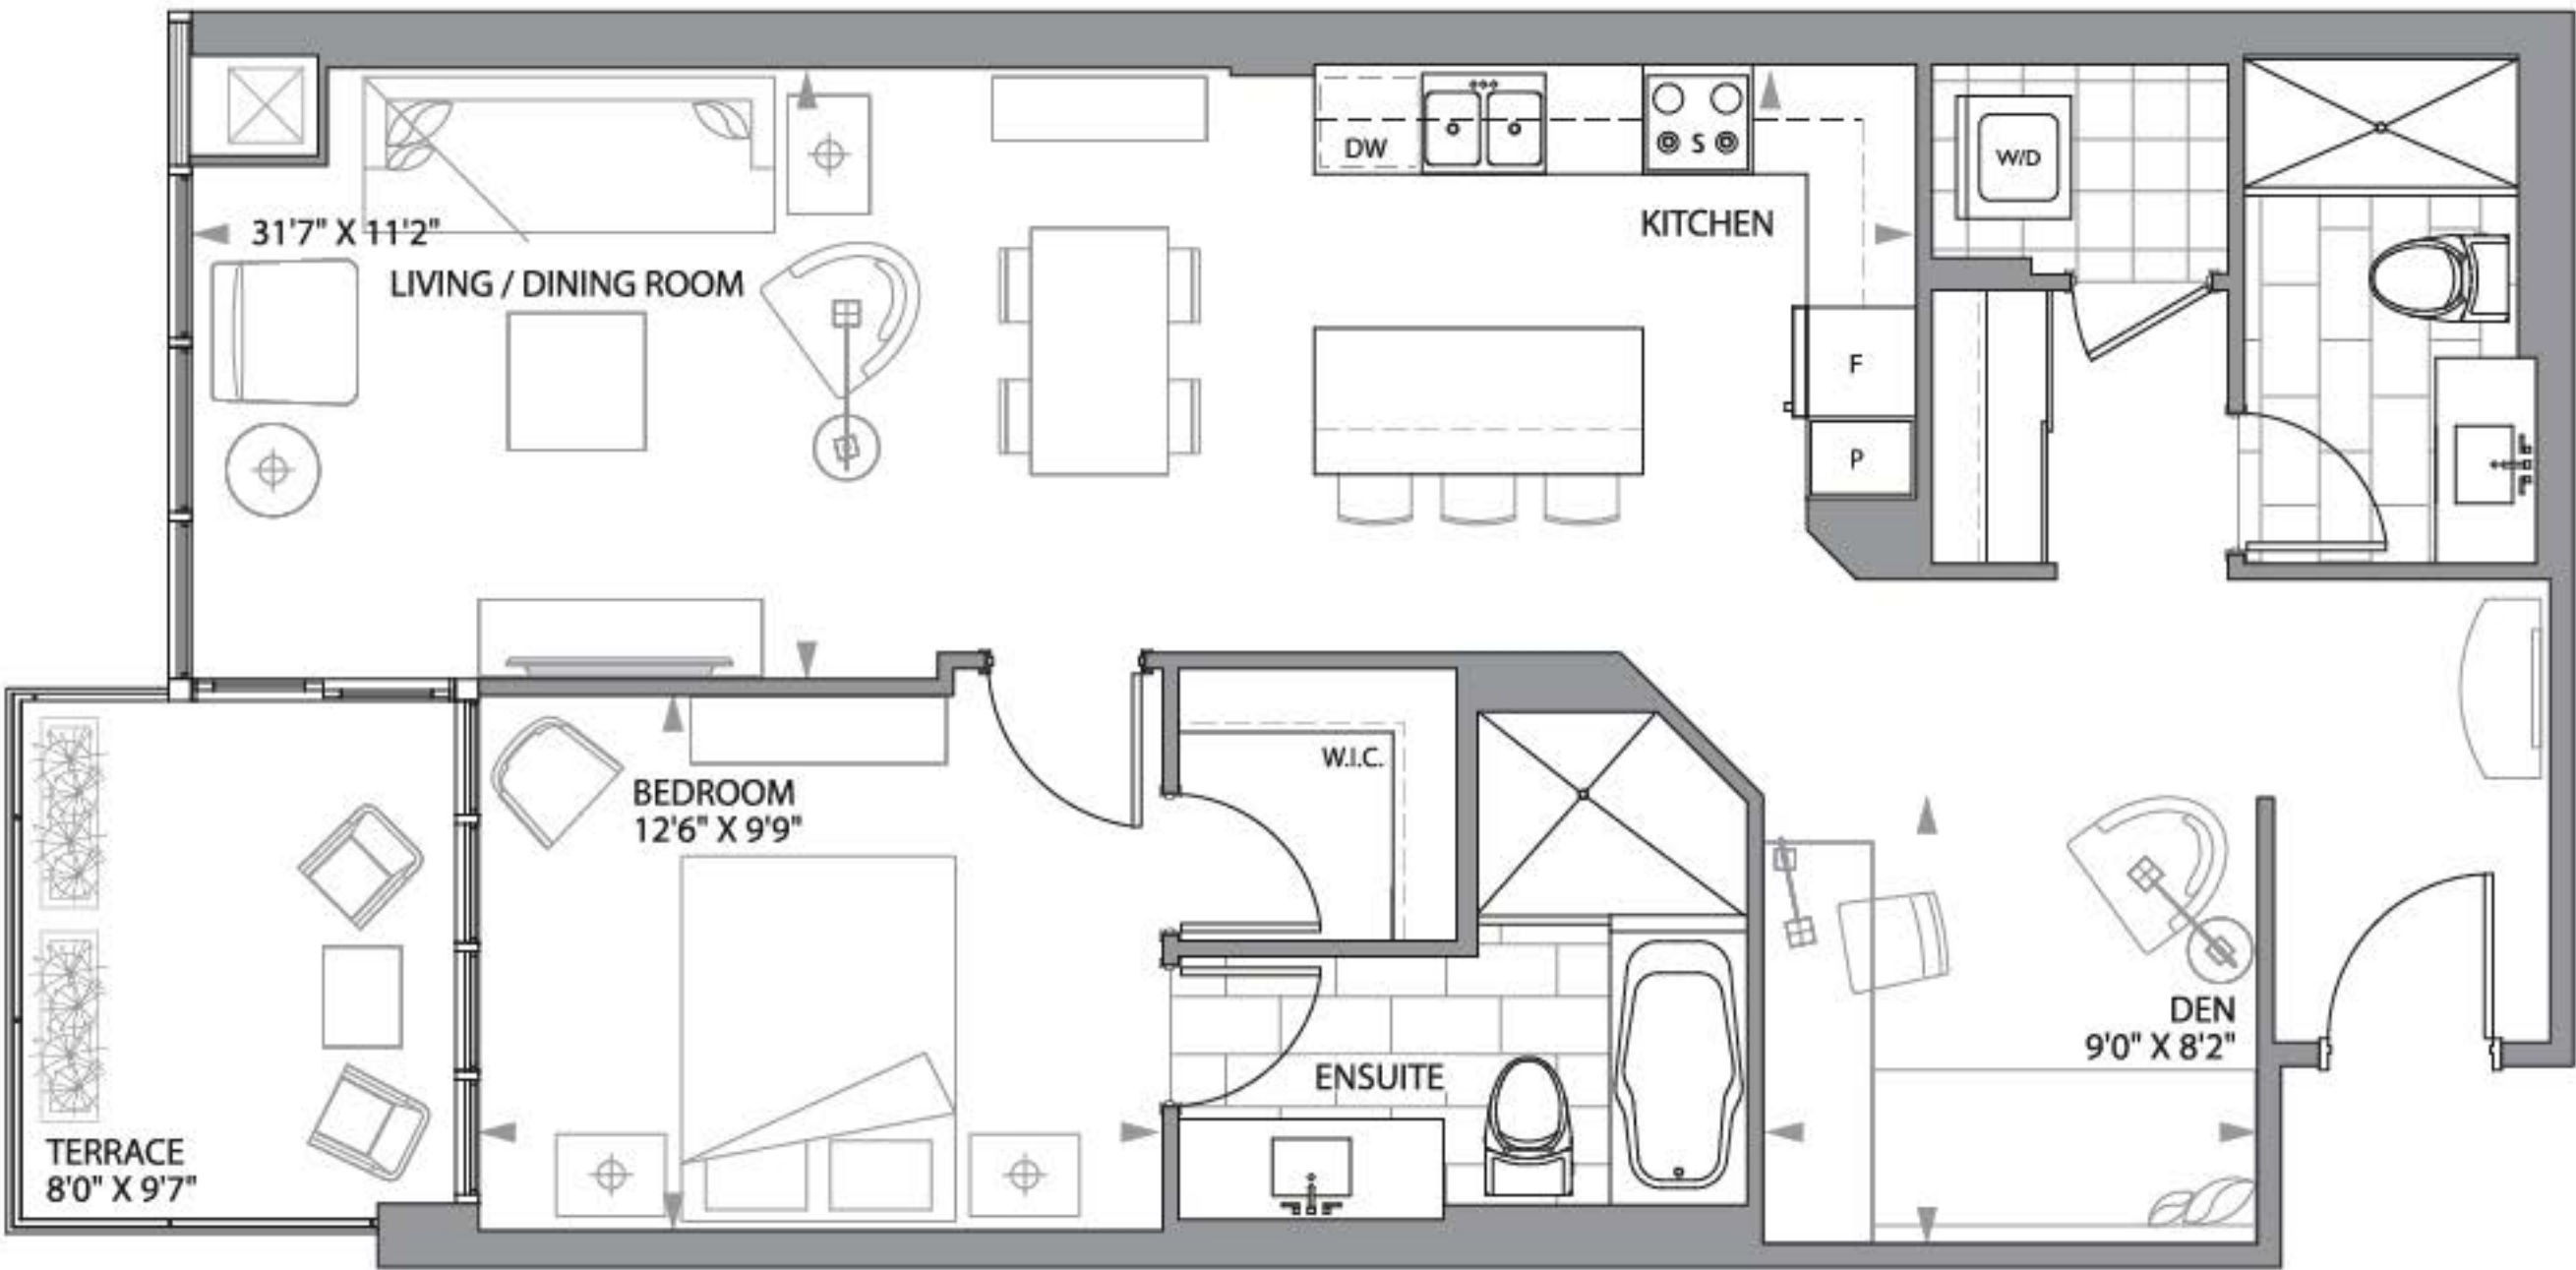 DW
S
W/D
31'7" X 11'2"
KITCHEN
LIVING / DINING ROOM
F
P
W.I.C.
BEDROOM
12'6" X 9'9"
DEN
9'0" X 8'2"
ENSUITE
TERRACE
8'0" X 9'7"